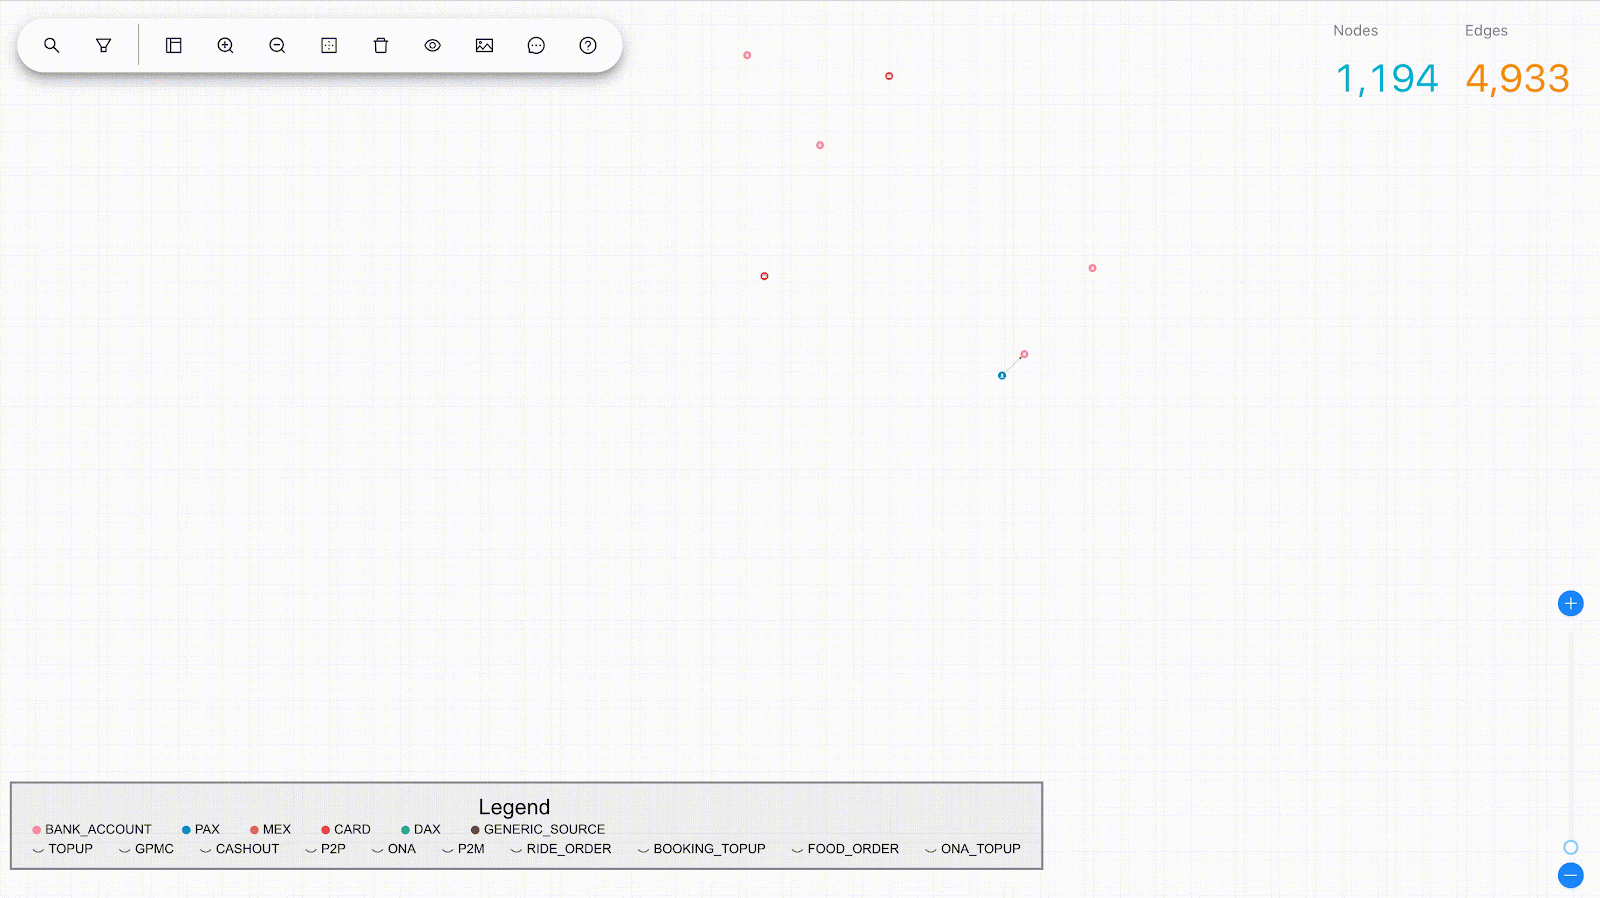 Nodes Edges
1,194 4,933
Legend
BANK_ACCOUNT PAX MEX CARD DAX GENERIC_SOURCE
TOPUP GPMC CASHOUT P2P ONA P2M RIDE_ORDER BOOKING_TOPUP FOOD_ORDER ONA_TOPUP